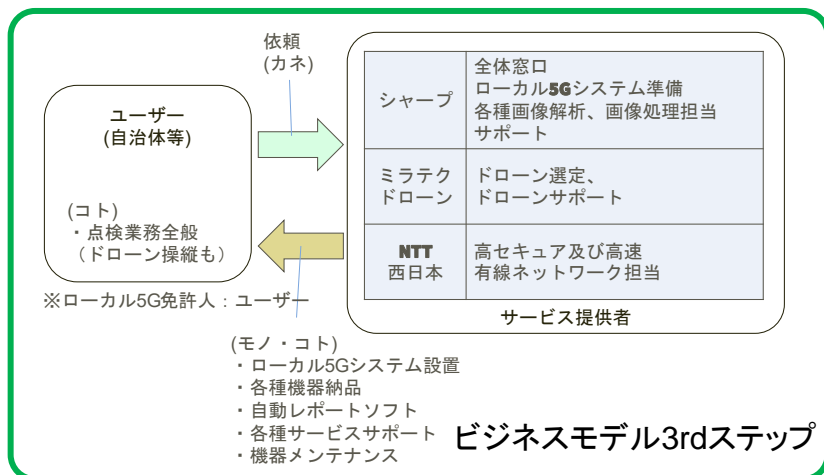 依頼
(カネ)
ユーザー
(自治体等)
(コト)
・点検業務全般
（ドローン操縦も）
※ローカル5G免許人：ユーザー
シャープ
全体窓口
ローカル5Gシステム準備
各種画像解析、画像処理担当
サポート
ミラテク
ドローン
ドローン選定、
ドローンサポート
NTT
西日本
高セキュア及び高速
有線ネットワーク担当
サービス提供者
(モノ・コト)
・ローカル5Gシステム設置
・各種機器納品
・自動レポートソフト
・各種サービスサポート
・機器メンテナンス
ビジネスモデル3rdステップ